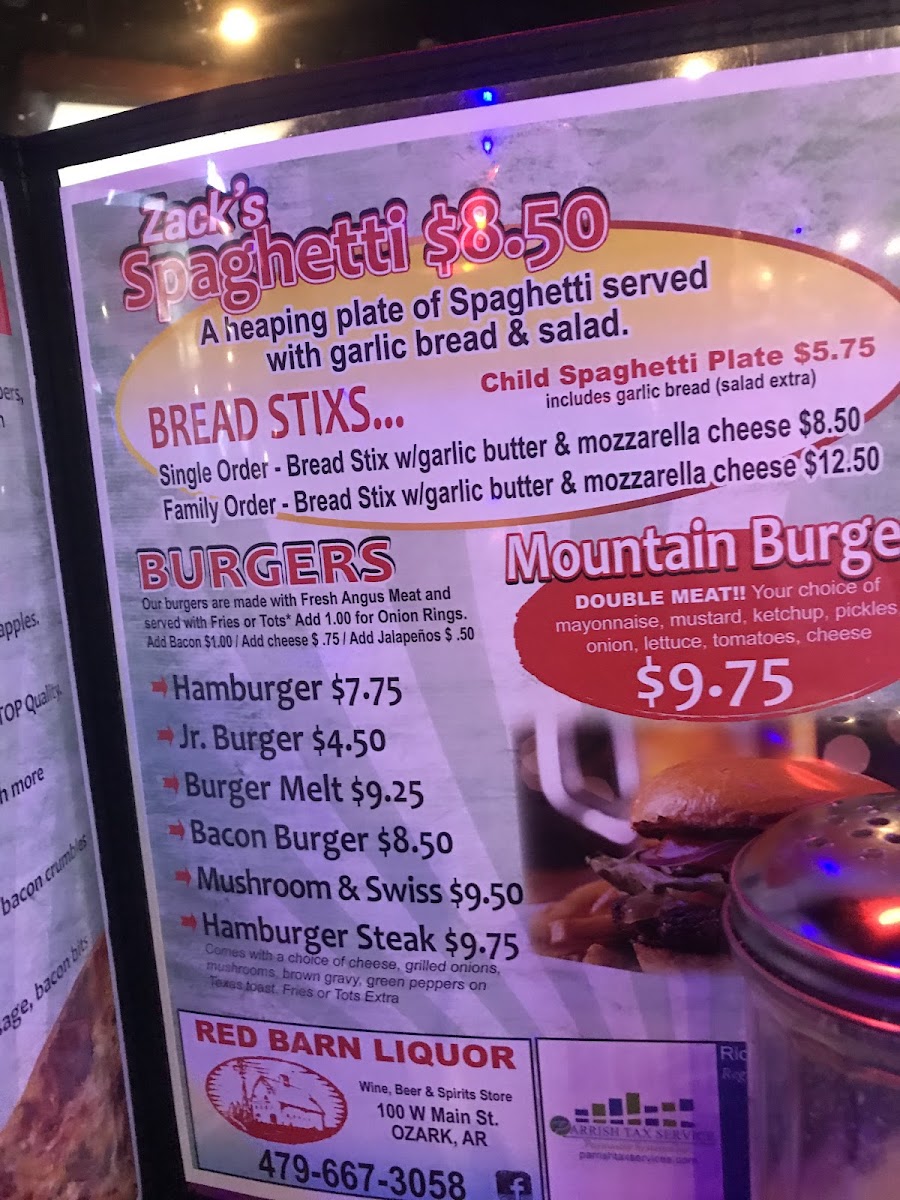 Zack's
Spaghetti $8.50
A heaping plate of Spaghetti served
with garlic bread & salad.
Child Spaghetti Plate $5.75
includes garlic bread (salad extra)
BREAD STIXS...
Single Order - Bread Stix w/garlic butter & mozzarella cheese $8.50
Family Order - Bread Stix w/garlic butter & mozzarella cheese $12.50
BURGERS
Our burgers are made with Fresh Angus Meat and
served with Fries or Tots* Add 1.00 for Onion Rings.
Add Bacon $1.00 / Add cheese $ .75 / Add Jalapeños $ .50
Hamburger $7.75
Jr. Burger $4.50
Burger Melt $9.25
Bacon Burger $8.50
Mushroom & Swiss $9.50
Hamburger Steak $9.75
Comes with a choice of cheese, grilled onions,
mushrooms, brown gravy, green peppers on
Texas toast. Fries or Tots Extra
Mountain Burge
DOUBLE MEAT!! Your choice of
mayonnaise, mustard, ketchup, pickles
onion, lettuce, tomatoes, cheese
$9.75
RED BARN LIQUOR
Wine, Beer & Spirits Store
100 W Main St.
OZARK, AR
479-667-3058
f
PARRISH TAX SERVICE
parrishtaxservices.com
Ric
Reg
pers,
apples.
TOP Quality,
h more
bacon crumbles
sage, bacon bits